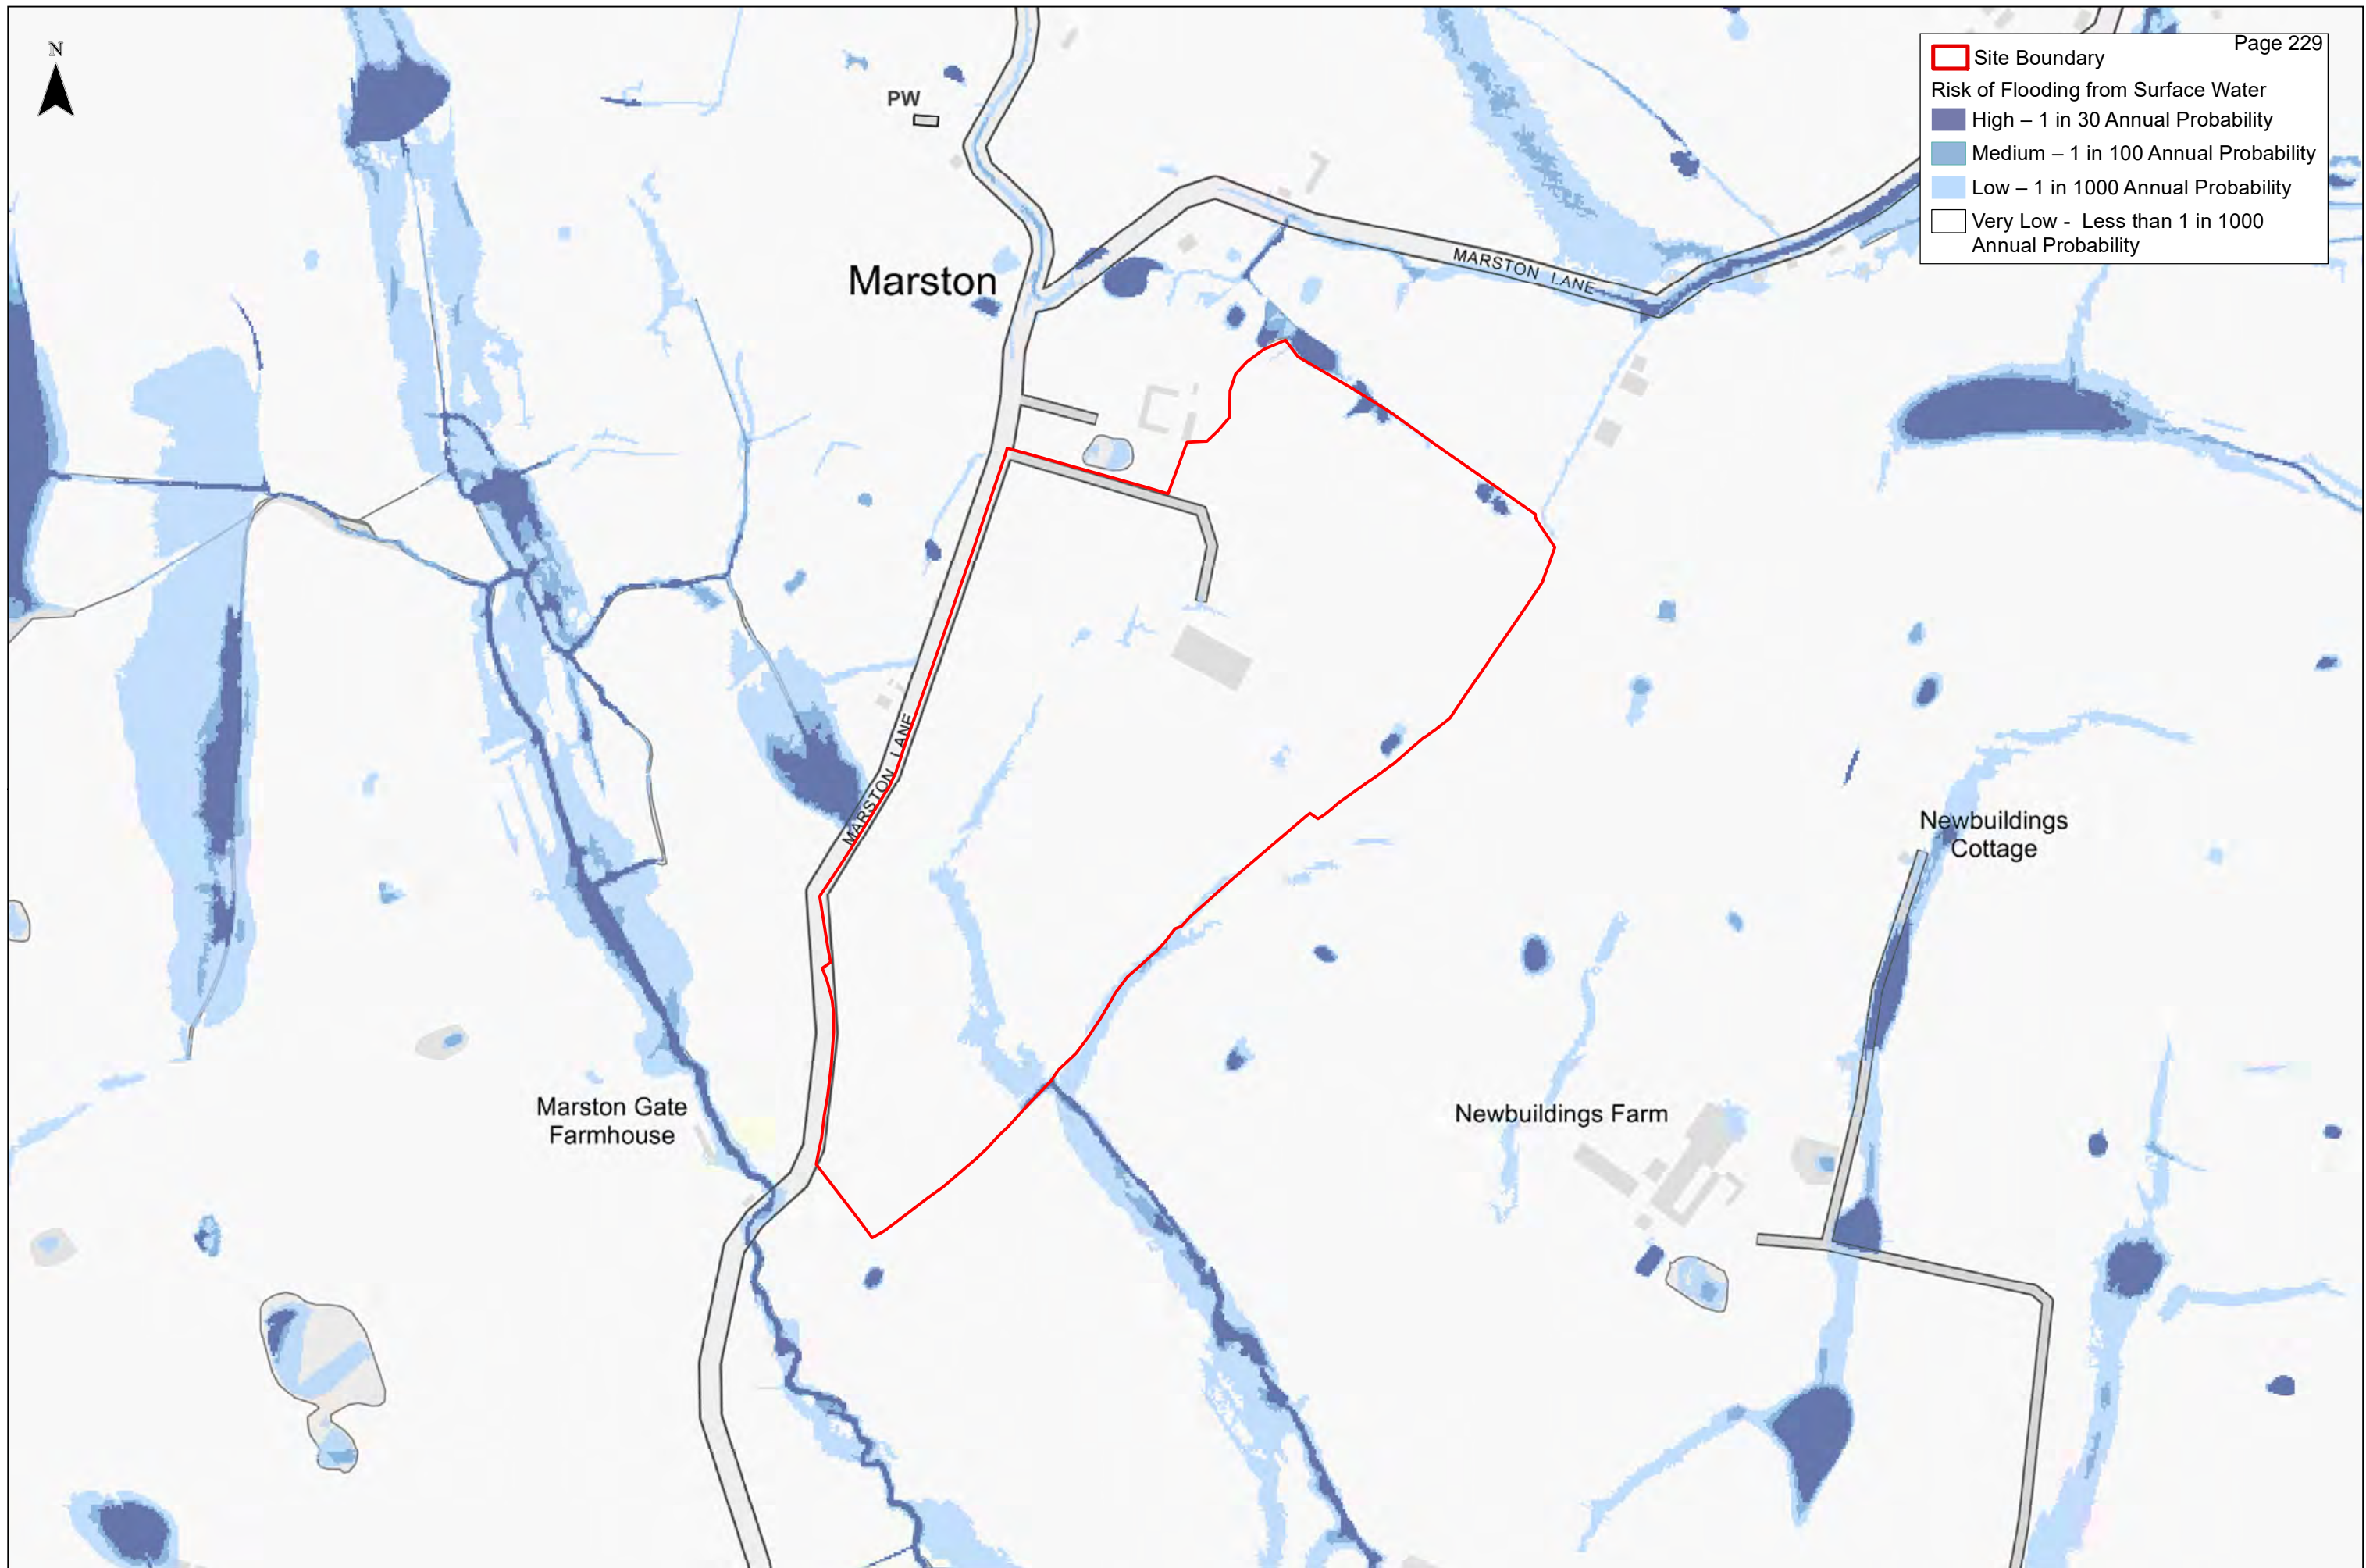 N
Page 229
Site Boundary
Risk of Flooding from Surface Water
High – 1 in 30 Annual Probability
Medium – 1 in 100 Annual Probability
Low – 1 in 1000 Annual Probability
Very Low - Less than 1 in 1000
Annual Probability
PW
Marston
MARSTON LANE
MARSTON LANE
Newbuildings
Cottage
Marston Gate
Farmhouse
Newbuildings Farm